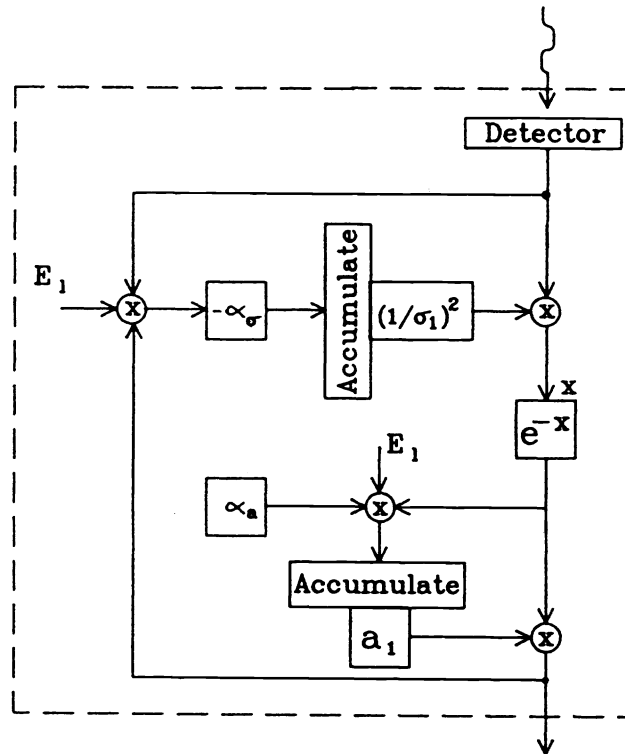 Detector
E₁
x
-∝σ
Accumulate
(1/σ₁)²
x
x
e⁻ˣ
E₁
∝a
x
Accumulate
a₁
x